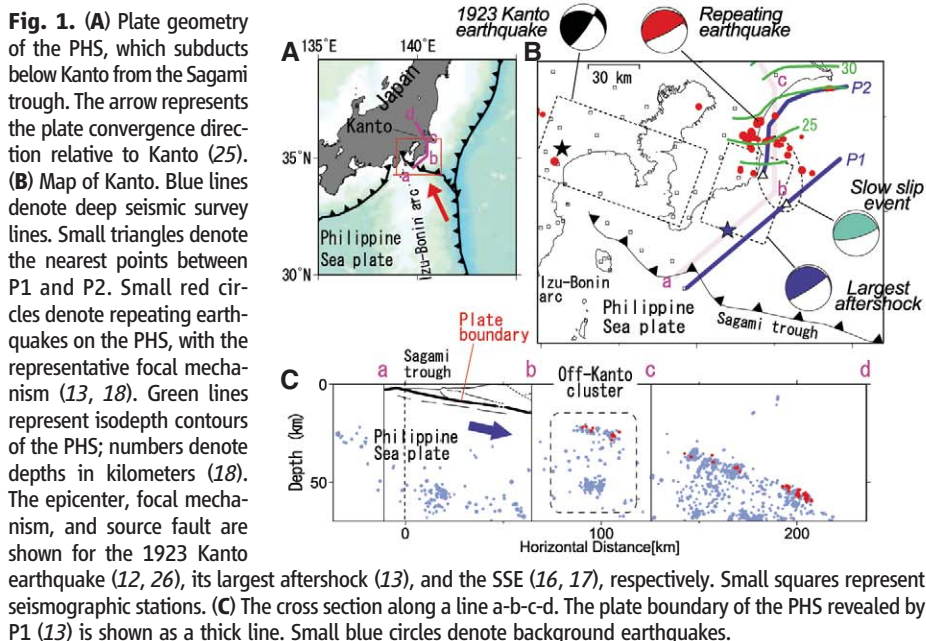 Fig. 1. (A) Plate geometry
of the PHS, which subducts
below Kanto from the Sagami
trough. The arrow represents
the plate convergence direc-
tion relative to Kanto (25).
(B) Map of Kanto. Blue lines
denote deep seismic survey
lines. Small triangles denote
the nearest points between
P1 and P2. Small red cir-
cles denote repeating earth-
quakes on the PHS, with the
representative focal mecha-
nism (13, 18). Green lines
represent isodepth contours
of the PHS; numbers denote
depths in kilometers (18).
The epicenter, focal mecha-
nism, and source fault are
shown for the 1923 Kanto
earthquake (12, 26), its largest aftershock (13), and the SSE (16, 17), respectively. Small squares represent
seismographic stations. (C) The cross section along a line a-b-c-d. The plate boundary of the PHS revealed by
P1 (13) is shown as a thick line. Small blue circles denote background earthquakes.
A
135°E
140°E
Japan
Kanto
d
c
b
a
35°N
Izu-Bonin arc
Philippine
Sea plate
30°N
1923 Kanto
earthquake
Repeating
earthquake
B
30 km
c
30
P2
25
P1
b
Slow slip
event
a
Largest
aftershock
Izu-Bonin
arc
Philippine
Sea plate
Sagami trough
C
a
Sagami
trough
Plate
boundary
b
Off-Kanto
cluster
c
d
0
50
Depth (km)
Philippine
Sea plate
0
100
200
Horizontal Distance[km]